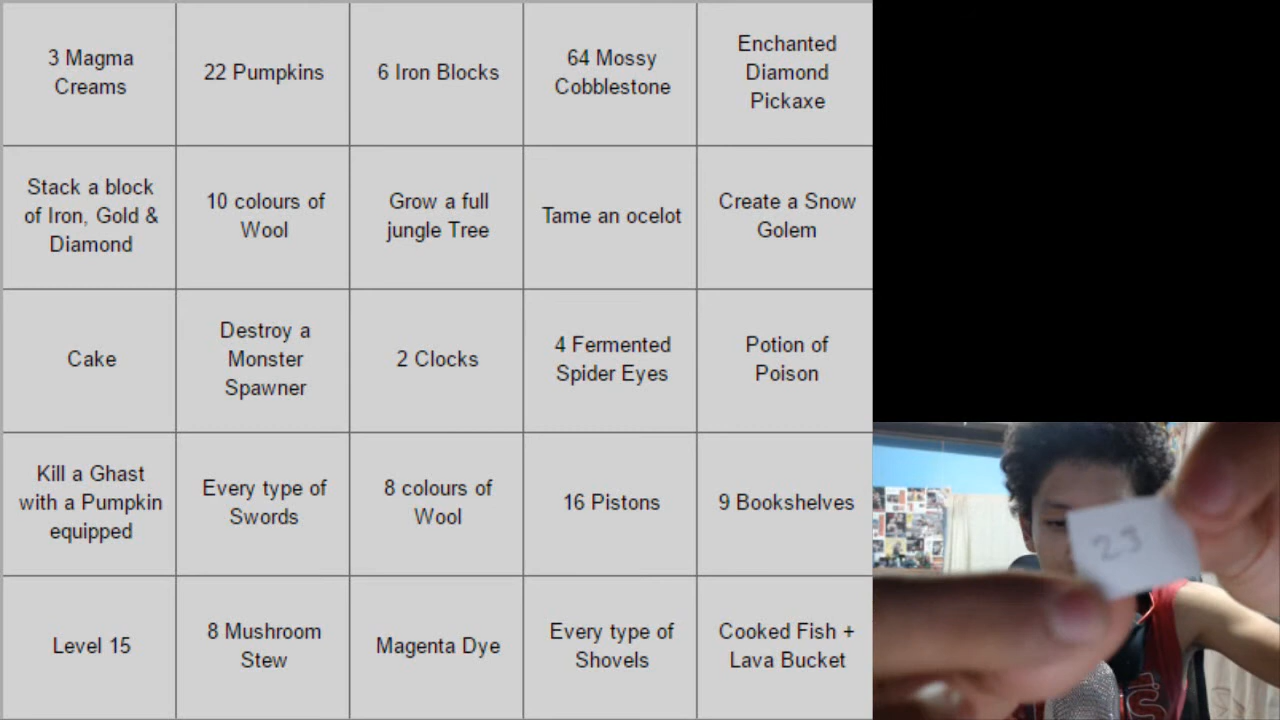 3 Magma
Creams
22 Pumpkins
6 Iron Blocks
64 Mossy
Cobblestone
Enchanted
Diamond
Pickaxe
Stack a block
of Iron, Gold &
Diamond
10 colours of
Wool
Grow a full
jungle Tree
Tame an ocelot
Create a Snow
Golem
Cake
Destroy a
Monster
Spawner
2 Clocks
4 Fermented
Spider Eyes
Potion of
Poison
Kill a Ghast
with a Pumpkin
equipped
Every type of
Swords
8 colours of
Wool
16 Pistons
9 Bookshelves
Level 15
8 Mushroom
Stew
Magenta Dye
Every type of
Shovels
Cooked Fish +
Lava Bucket
23